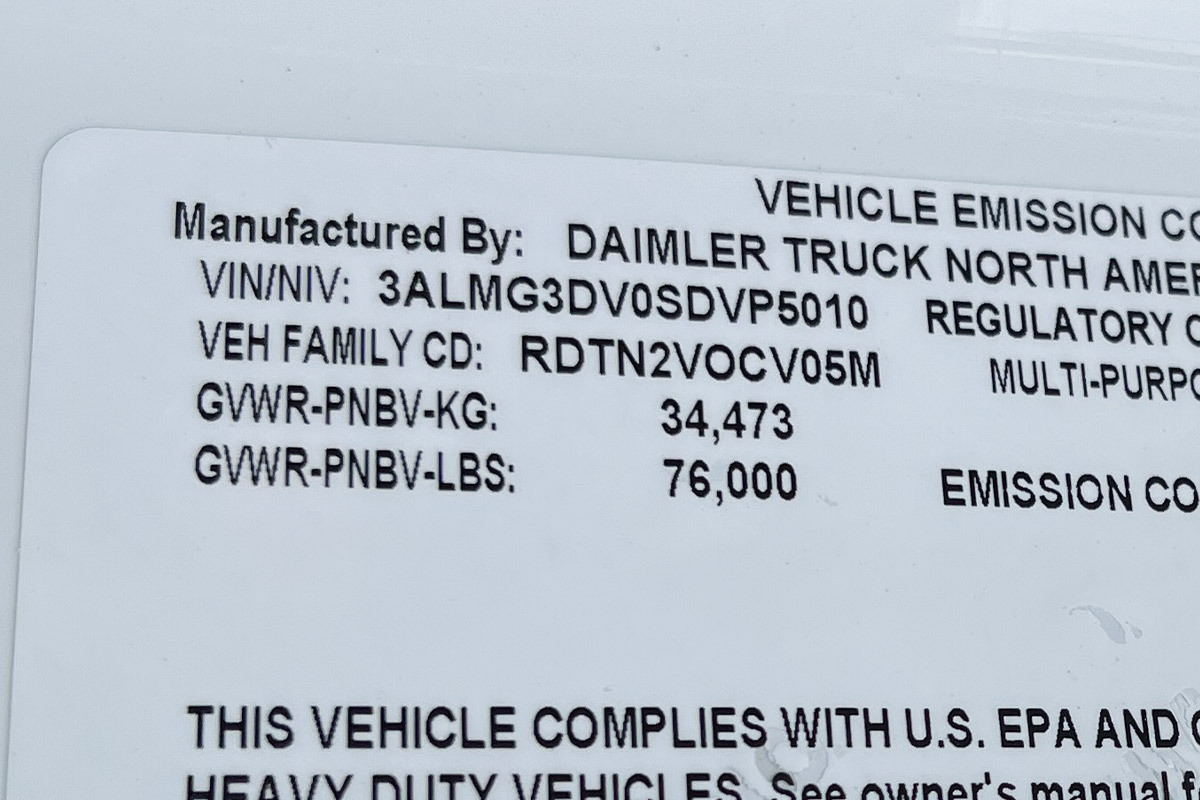 VEHICLE EMISSION
Manufactured By: DAIMLER TRUCK NORTH
VIN/NIV: 3ALMG3DV0SDVP5010 REGULATORY
VEH FAMILY CD: RDTN2VOCV05M MULTI-PURPO
GVWR-PNBV-KG: 34,473
GVWR-PNBV-LBS: 76,000 EMISSION CO
THIS VEHICLE COMPLIES WITH U.S. EPA AND
HEAVY DUTY VEHICLES. See owner's manual f